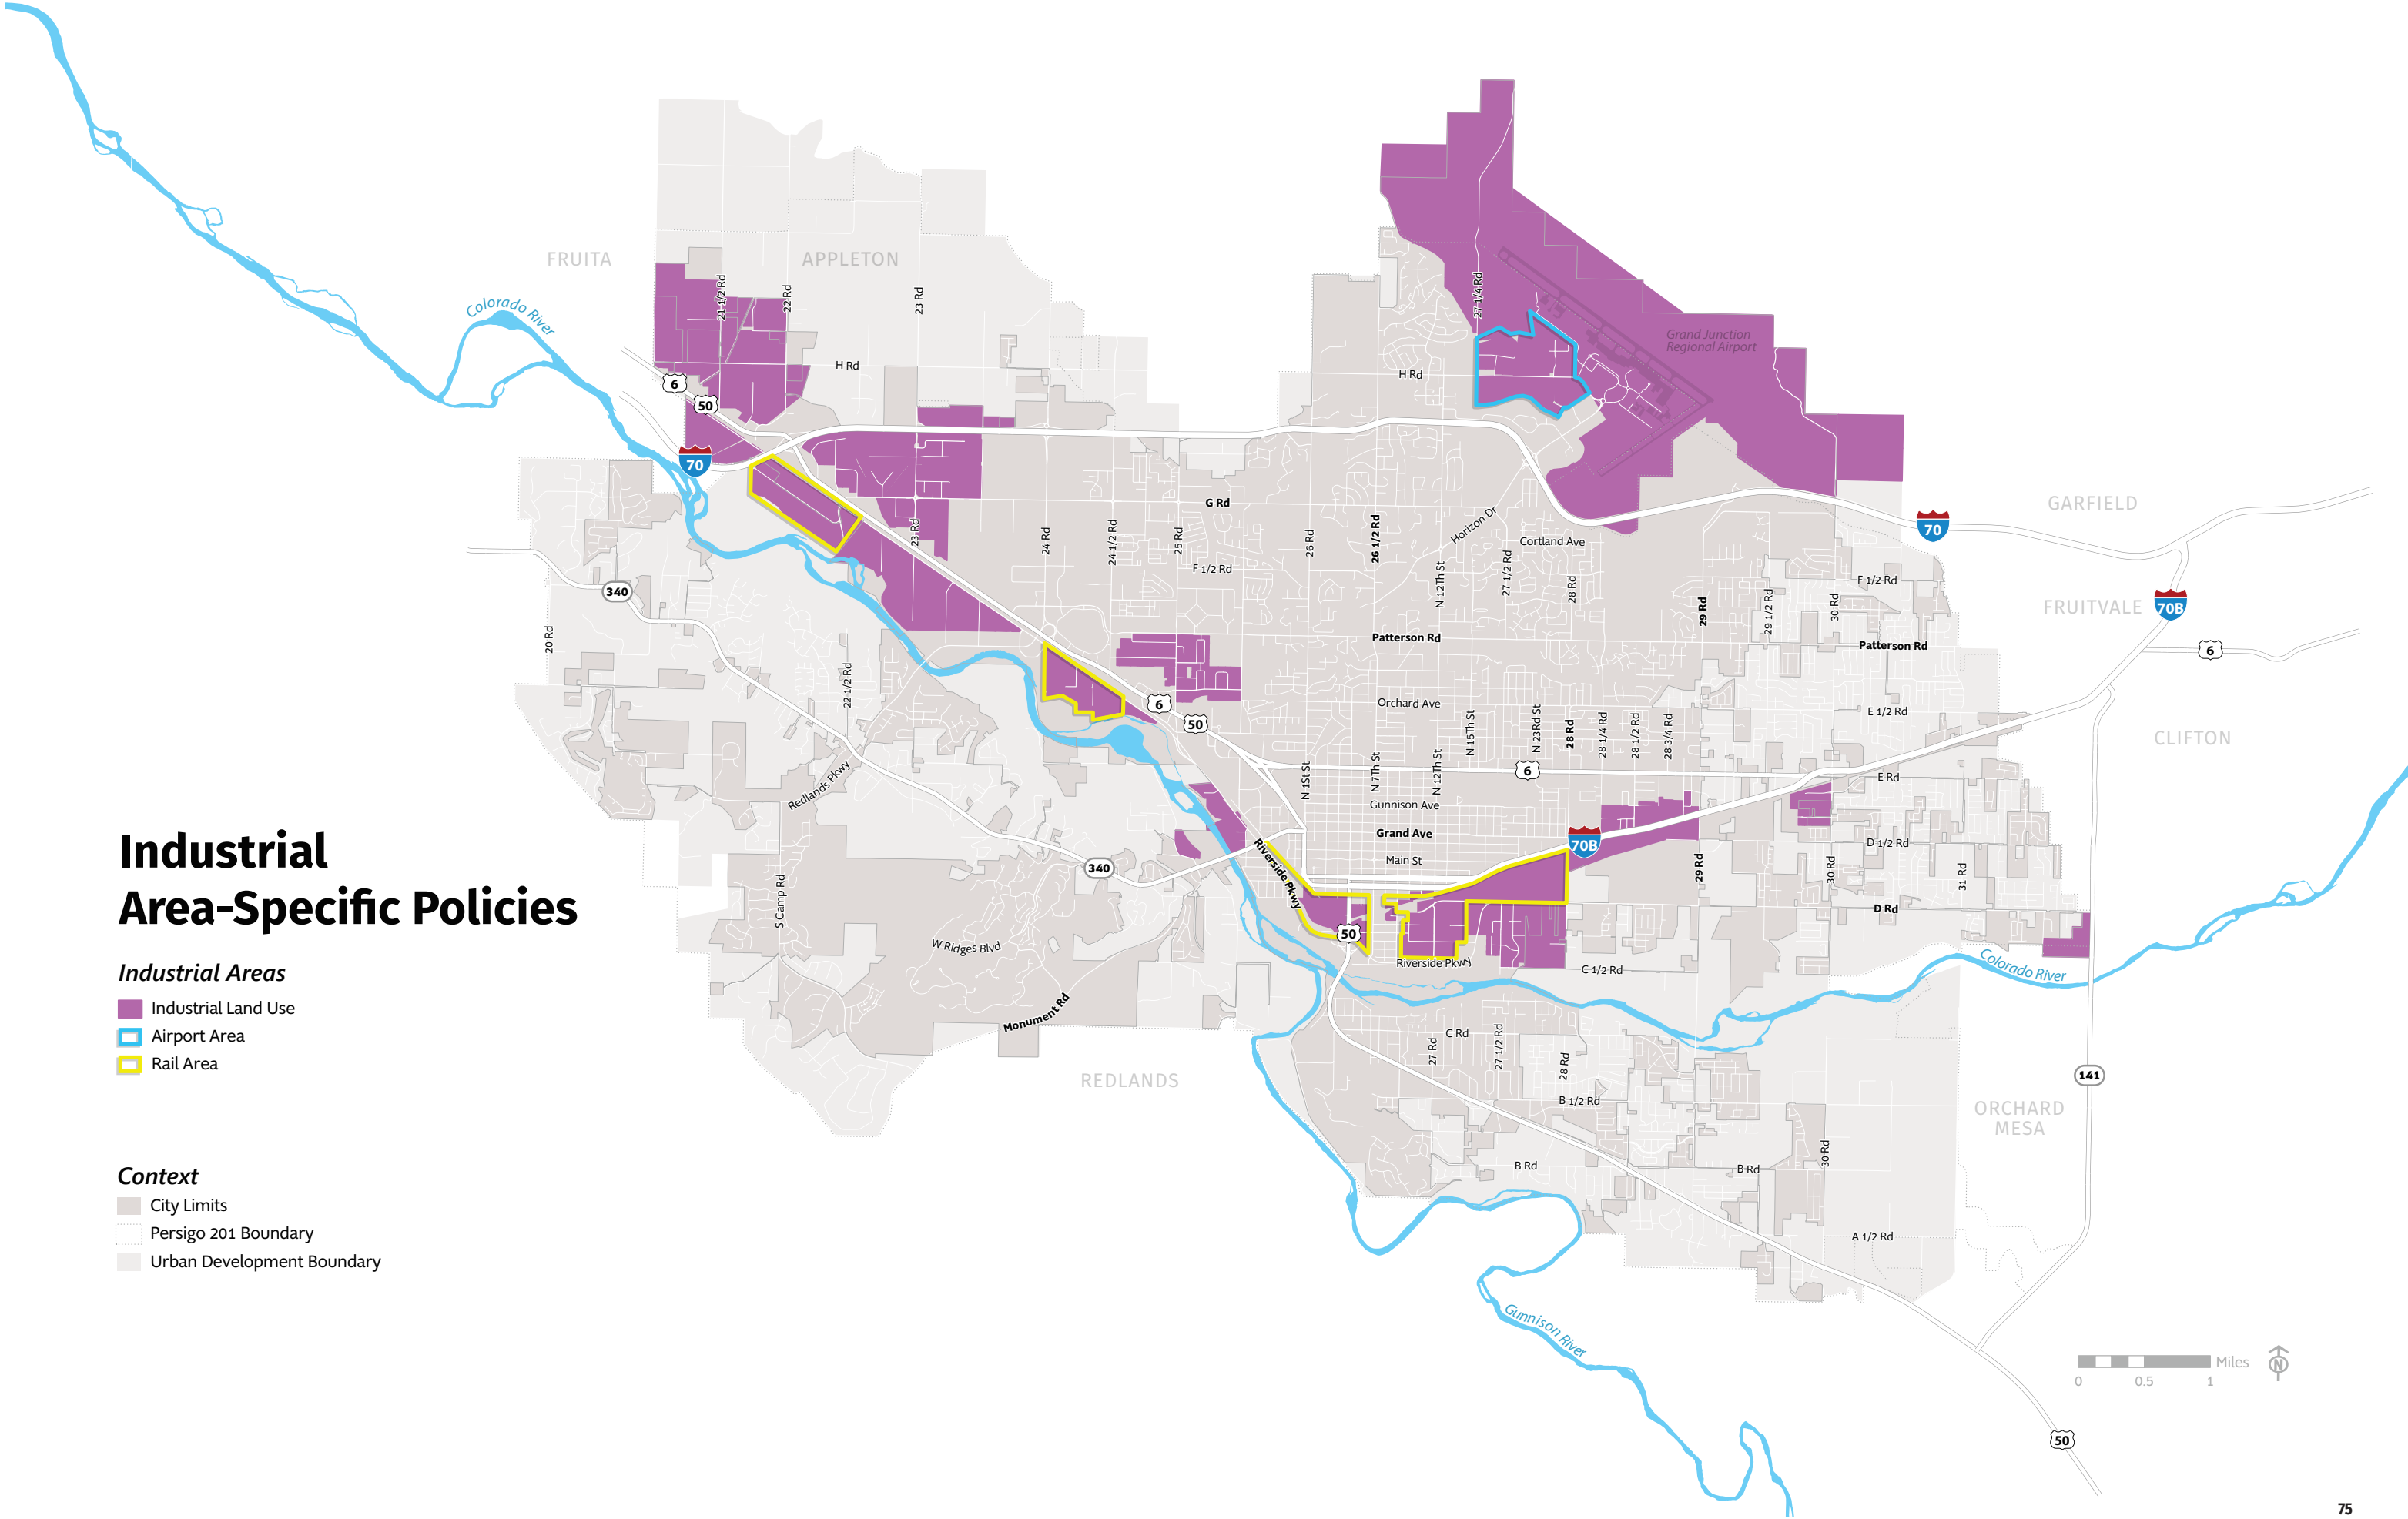 FRUITA
APPLETON
Colorado River
21 1/2 Rd
22 Rd
23 Rd
27 1/4 Rd
Grand Junction
Regional Airport
H Rd
H Rd
6
50
70
G Rd
GARFIELD
70
23 Rd
24 Rd
24 1/2 Rd
25 Rd
26 Rd
26 1/2 Rd
Horizon Dr
Cortland Ave
F 1/2 Rd
N 12Th St
27 1/2 Rd
28 Rd
29 Rd
29 1/2 Rd
30 Rd
F 1/2 Rd
FRUITVALE
70B
340
20 Rd
Patterson Rd
Patterson Rd
6
22 1/2 Rd
6
50
Orchard Ave
N 15Th St
N 23Rd St
28 Rd
28 1/4 Rd
28 1/2 Rd
28 3/4 Rd
E 1/2 Rd
CLIFTON
Redlands Pkwy
N 1St St
N 7Th St
N 12Th St
6
E Rd
Gunnison Ave
Grand Ave
Main St
70B
D 1/2 Rd
Riverside Pkwy
340
29 Rd
30 Rd
31 Rd
S Camp Rd
D Rd
W Ridges Blvd
50
Riverside Pkwy
C 1/2 Rd
Colorado River
Monument Rd
C Rd
27 Rd
27 1/2 Rd
28 Rd
REDLANDS
141
B 1/2 Rd
ORCHARD
MESA
30 Rd
B Rd
B Rd
A 1/2 Rd
Gunnison River
50
Industrial
Area-Specific Policies
Industrial Areas
Industrial Land Use
Airport Area
Rail Area
Context
City Limits
Persigo 201 Boundary
Urban Development Boundary
Miles
N
0 0.5 1
75